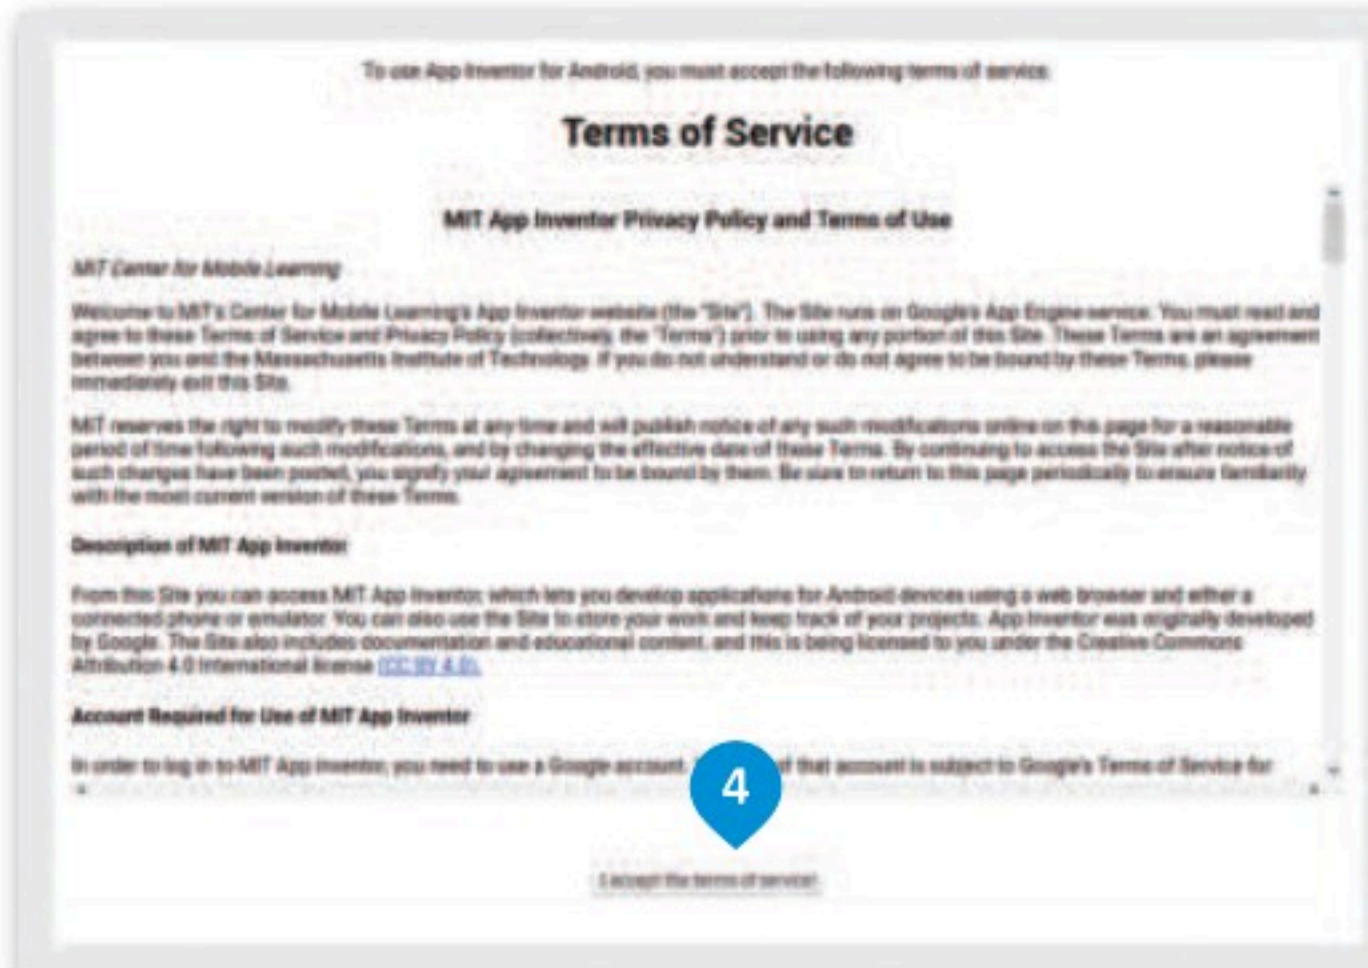 To use App Inventor for Android, you must accept the following terms of service.
Terms of Service
MIT App Inventor Privacy Policy and Terms of Use
MIT Center for Mobile Learning
Welcome to MIT's Center for Mobile Learning's App Inventor website (the "Site"). The Site runs on Google's App Engine service. You must read and
agree to these Terms of Service and Privacy Policy (collectively, the "Terms") prior to using any portion of this Site. These Terms are an agreement
between you and the Massachusetts Institute of Technology. If you do not understand or do not agree to be bound by these Terms, please
immediately exit this Site.
MIT reserves the right to modify these Terms at any time and will publish notice of any such modifications online on this page for a reasonable
period of time following such modifications, and by changing the effective date of these Terms. By continuing to access the Site after notice of
such changes have been posted, you signify your agreement to be bound by them. Be sure to return to this page periodically to ensure familiarity
with the most current version of these Terms.
Description of MIT App Inventor
From this Site you can access MIT App Inventor, which lets you develop applications for Android devices using a web browser and either a
connected phone or emulator. You can also use the Site to store your work and keep track of your projects. App Inventor was originally developed
by Google. The Site also includes documentation and educational content, and this is being licensed to you under the Creative Commons
Attribution 4.0 International license (CC BY 4.0).
Account Required for Use of MIT App Inventor
In order to log in to MIT App Inventor, you need to use a Google account. of that account is subject to Google's Terms of Service for
4
I accept the terms of service!